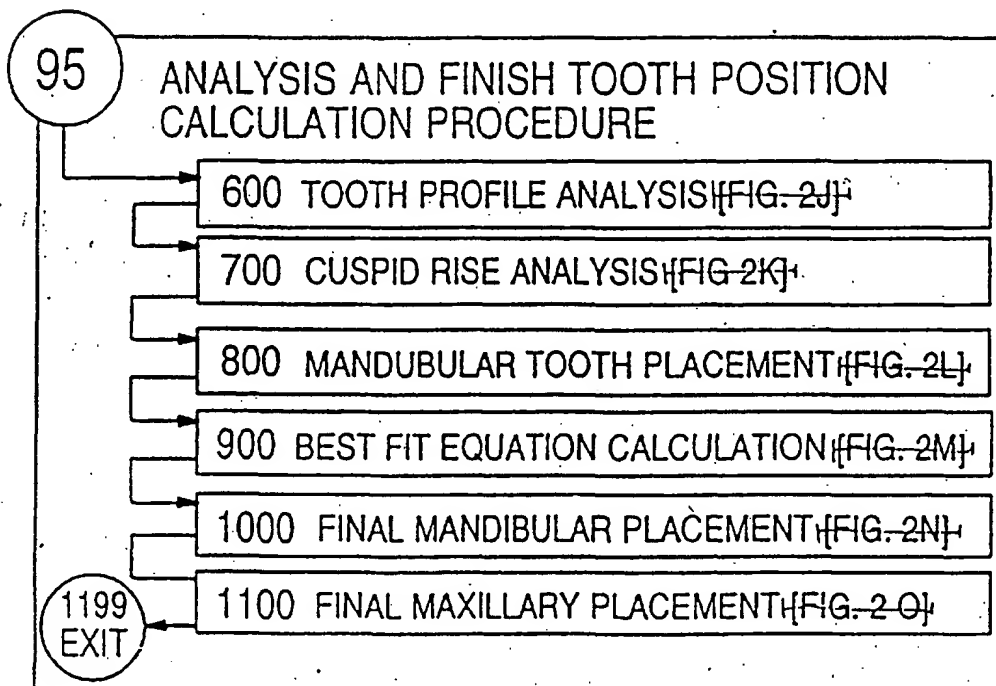 95
ANALYSIS AND FINISH TOOTH POSITION
CALCULATION PROCEDURE
600 TOOTH PROFILE ANALYSIS {FIG. 2J}
700 CUSPID RISE ANALYSIS {FIG 2K}
800 MANDUBULAR TOOTH PLACEMENT {FIG. 2L}
900 BEST FIT EQUATION CALCULATION {FIG. 2M}
1000 FINAL MANDIBULAR PLACEMENT {FIG. 2N}
1100 FINAL MAXILLARY PLACEMENT {FIG. 2 O}
1199
EXIT